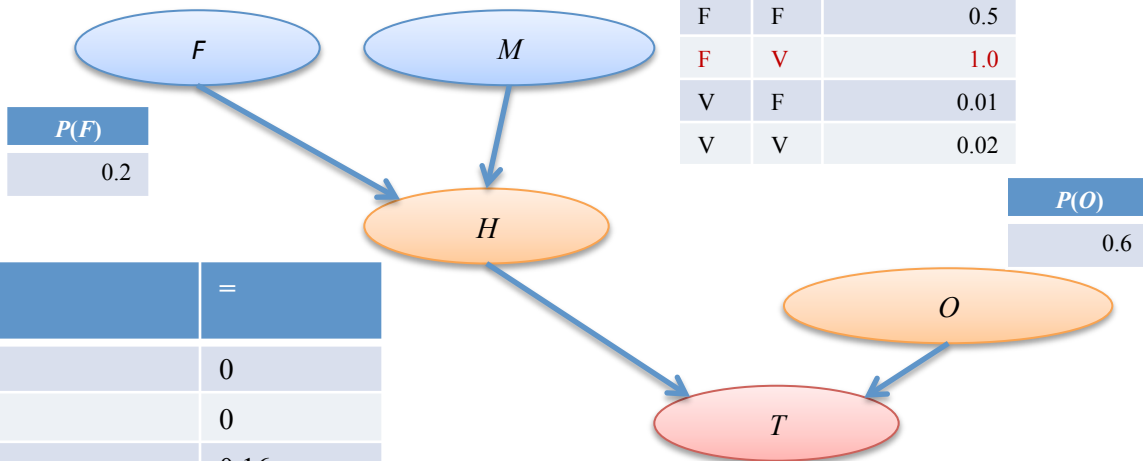 F F 0.5
F V 1.0
V F 0.01
V V 0.02
F
M
P(F)
0.2
H
P(O)
0.6
O
=
0
0
T